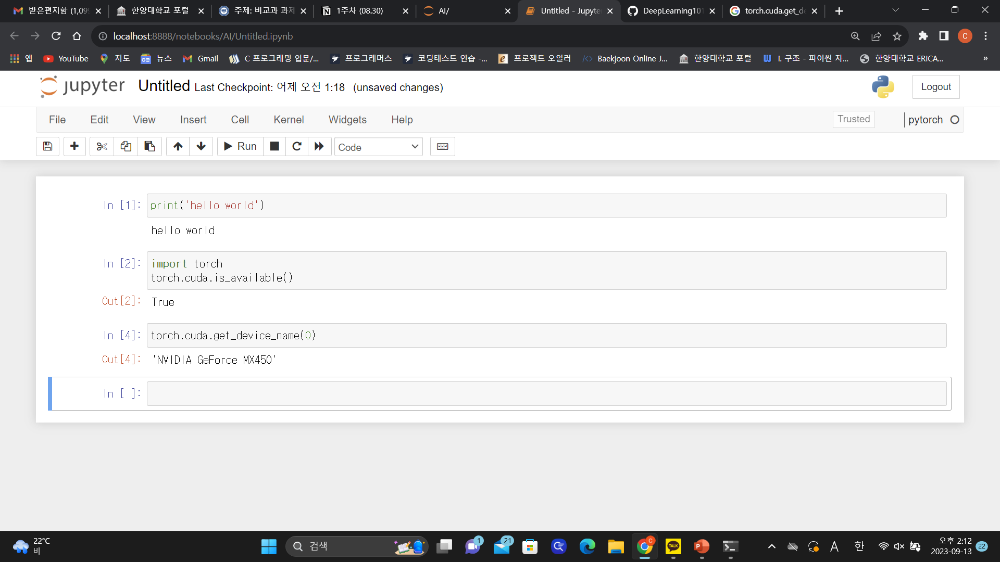 받은편지함 (1,09
한양대학교 포털
주제: 비교과 과제
1주차 (08.30)
AI/
Untitled - Jupyte
DeepLearning101
torch.cuda.get_de
localhost:8888/notebooks/AI/Untitled.ipynb
C
앱
YouTube
지도
뉴스
Gmail
C 프로그래밍 입문/...
프로그래머스
코딩테스트 연습 -...
프로젝트 오일러
Baekjoon Online J...
한양대학교 포털
i. 구조 - 파이썬 자...
한양대학교 ERICA...
»
jupyter Untitled Last Checkpoint: 어제 오전 1:18 (unsaved changes)
Logout
File Edit View Insert Cell Kernel Widgets Help
Trusted
pytorch
Run
Code
In [1]: print('hello world')
hello world
In [2]: import torch
torch.cuda.is_available()
Out[2]: True
In [4]: torch.cuda.get_device_name(0)
Out[4]: 'NVIDIA GeForce MX450'
In [ ]:
22°C
비
검색
1
21
C
TALK
P
A
한
오후 2:12
2023-09-13
22